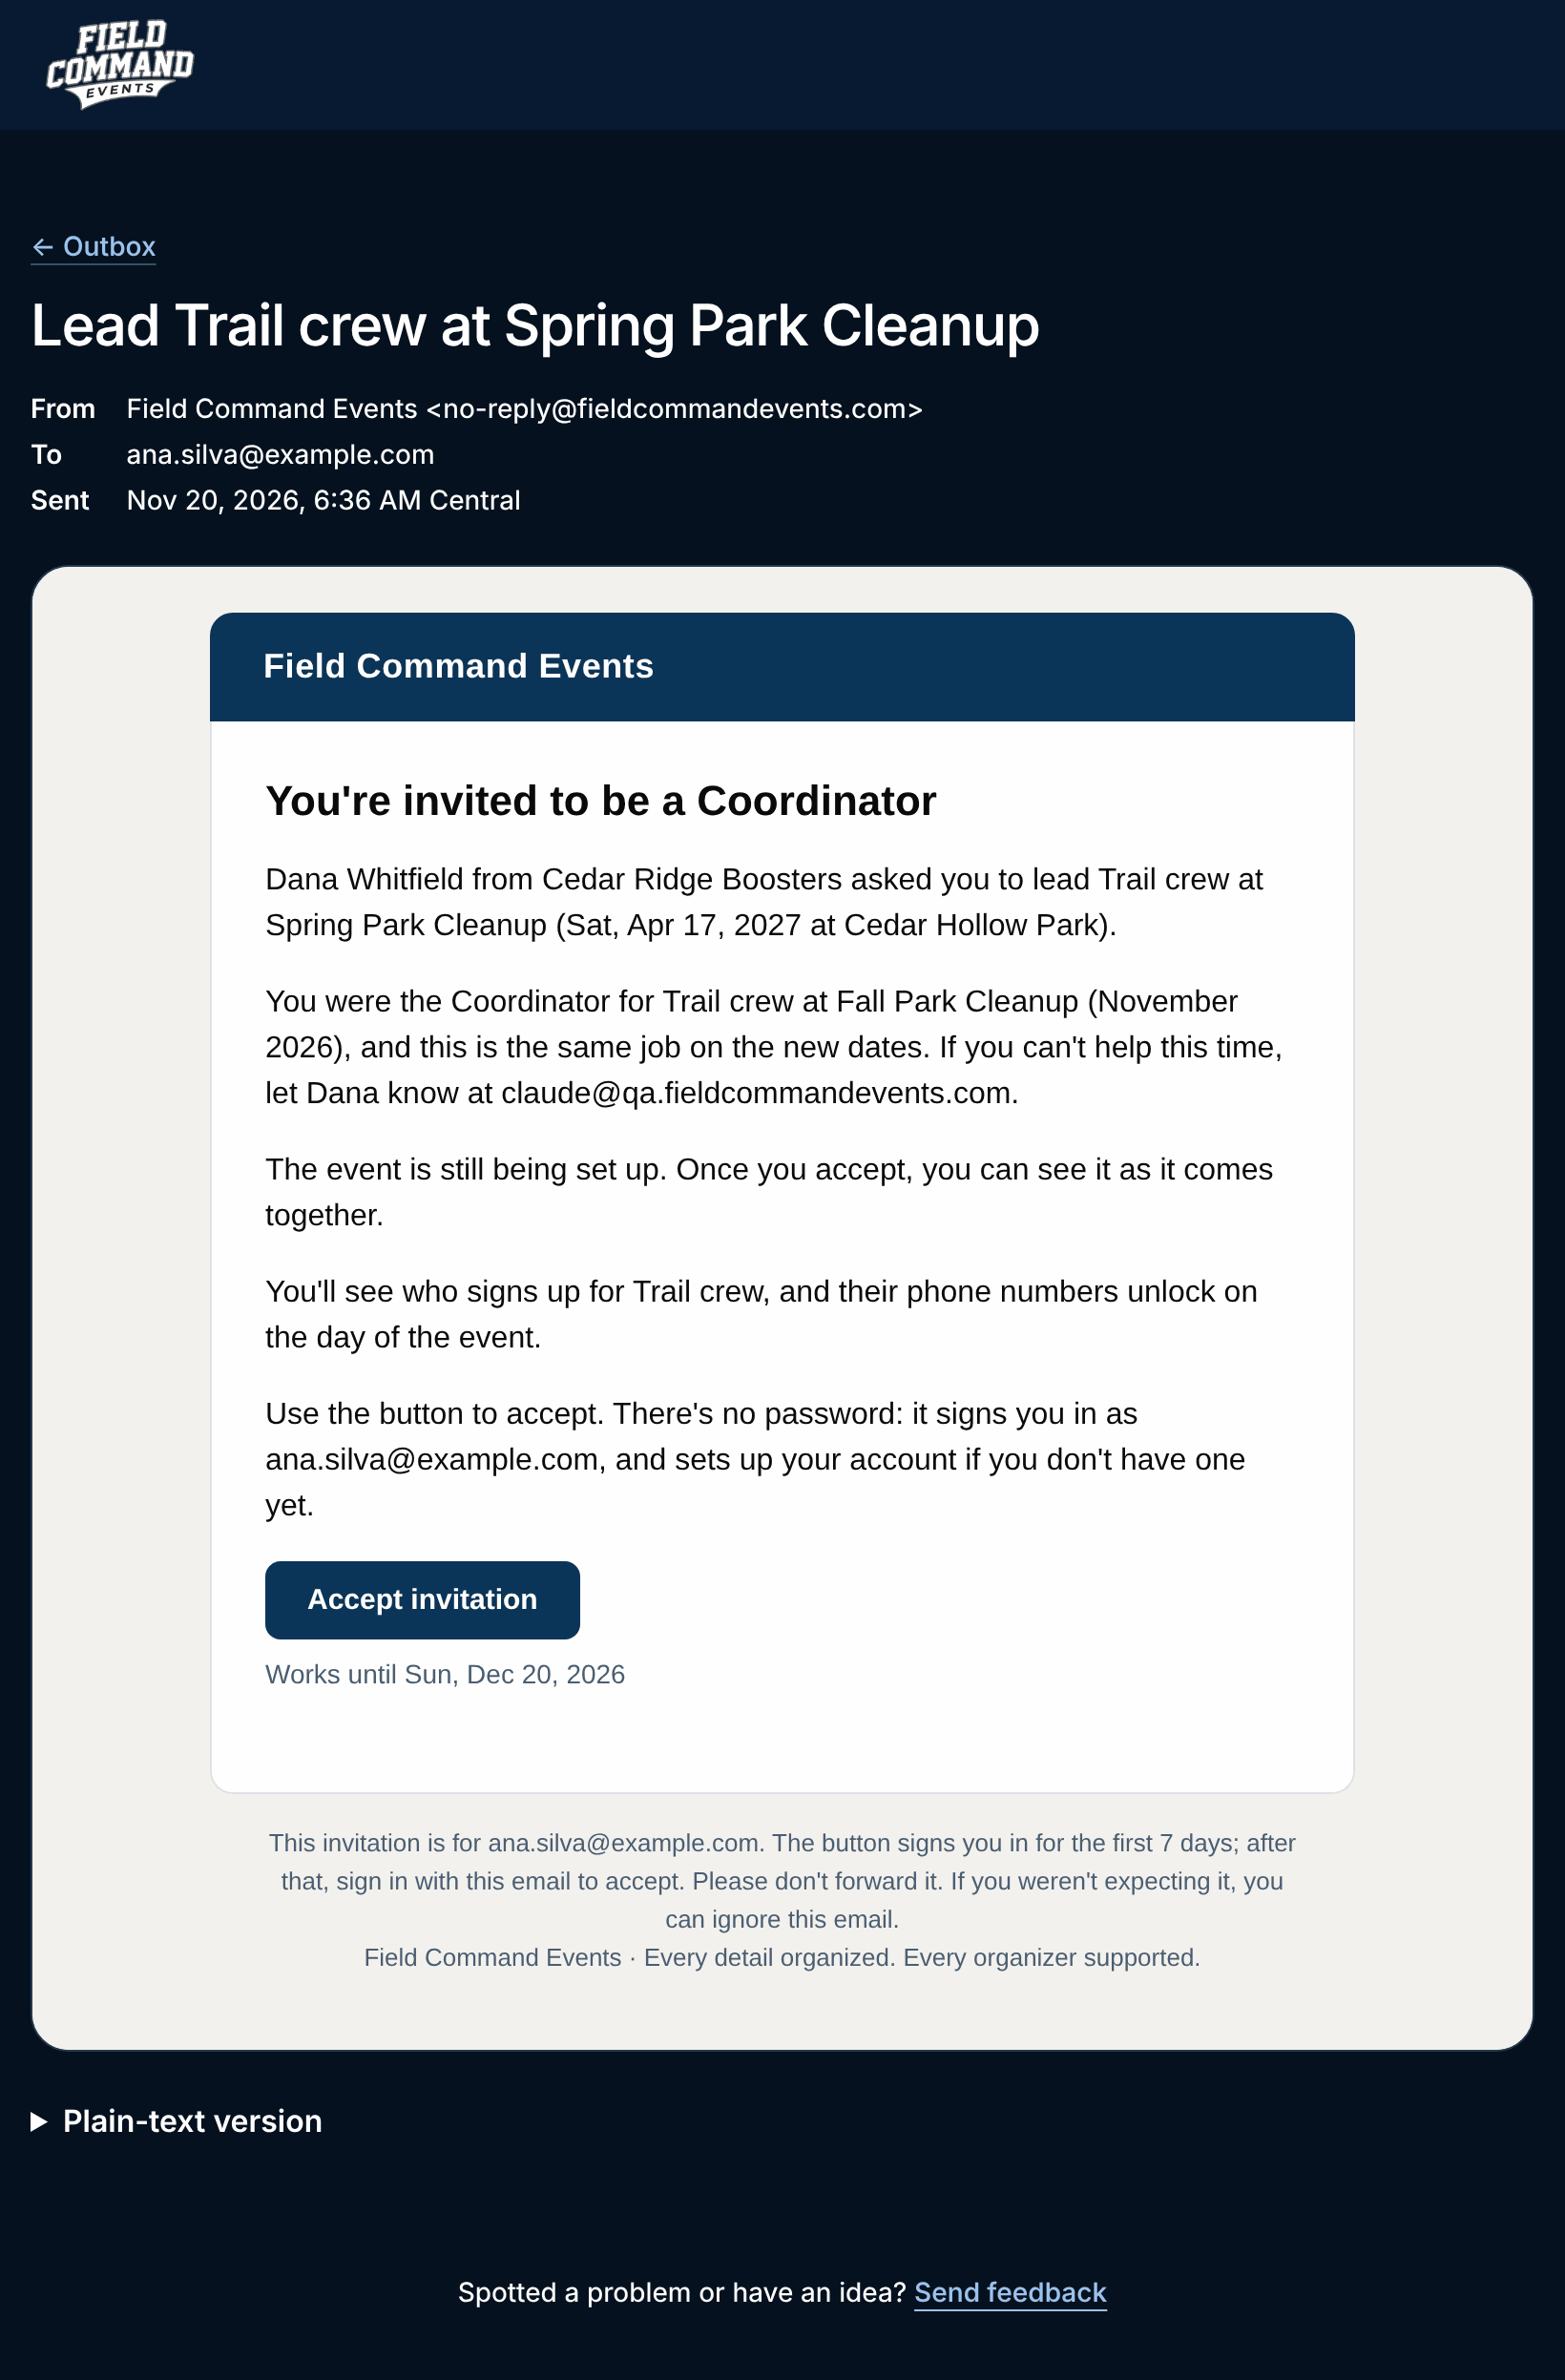 FIELD
COMMAND
EVENTS
← Outbox
Lead Trail crew at Spring Park Cleanup
From Field Command Events <no-reply@fieldcommandevents.com>
To ana.silva@example.com
Sent Nov 20, 2026, 6:36 AM Central
Field Command Events
You're invited to be a Coordinator
Dana Whitfield from Cedar Ridge Boosters asked you to lead Trail crew at
Spring Park Cleanup (Sat, Apr 17, 2027 at Cedar Hollow Park).
You were the Coordinator for Trail crew at Fall Park Cleanup (November
2026), and this is the same job on the new dates. If you can't help this time,
let Dana know at claude@qa.fieldcommandevents.com.
The event is still being set up. Once you accept, you can see it as it comes
together.
You'll see who signs up for Trail crew, and their phone numbers unlock on
the day of the event.
Use the button to accept. There's no password: it signs you in as
ana.silva@example.com, and sets up your account if you don't have one
yet.
Accept invitation
Works until Sun, Dec 20, 2026
This invitation is for ana.silva@example.com. The button signs you in for the first 7 days; after
that, sign in with this email to accept. Please don't forward it. If you weren't expecting it, you
can ignore this email.
Field Command Events · Every detail organized. Every organizer supported.
▶ Plain-text version
Spotted a problem or have an idea? Send feedback